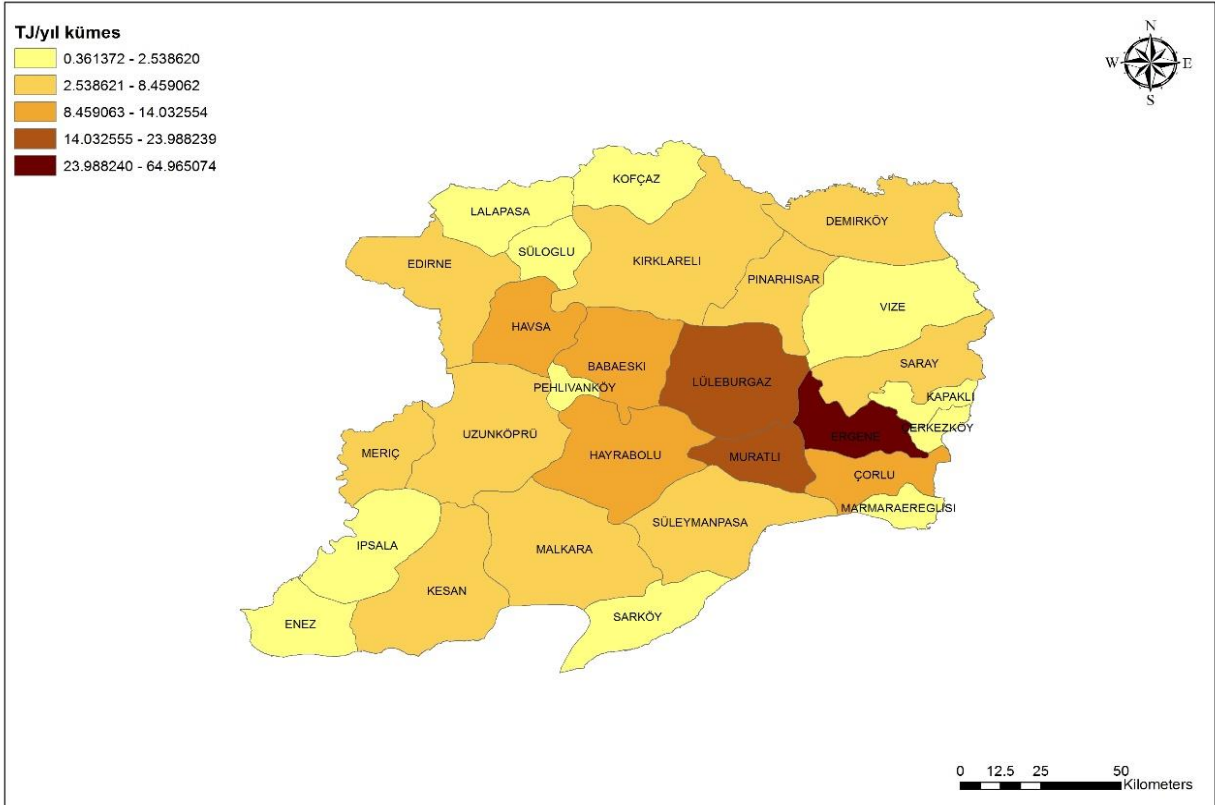 TJ/yıl kümes
0.361372 - 2.538620
2.538621 - 8.459062
8.459063 - 14.032554
14.032555 - 23.988239
23.988240 - 64.965074
N
W E
S
KOFÇAZ
LALAPASA
DEMIRKÖY
SÜLOGLU
EDIRNE
KIRKLARELI
PINARHISAR
VIZE
HAVSA
BABAESKI
SARAY
LÜLEBURGAZ
PEHLIVANKÖY
KAPAKLI
ERKEZKÖY
UZUNKÖPRÜ
ERGENE
MERIÇ
HAYRABOLU
MURATLI
ÇORLU
MARMARAEREGLISI
SÜLEYMANPASA
IPSALA
MALKARA
KESAN
SARKÖY
ENEZ
0 12.5 25 50
Kilometers